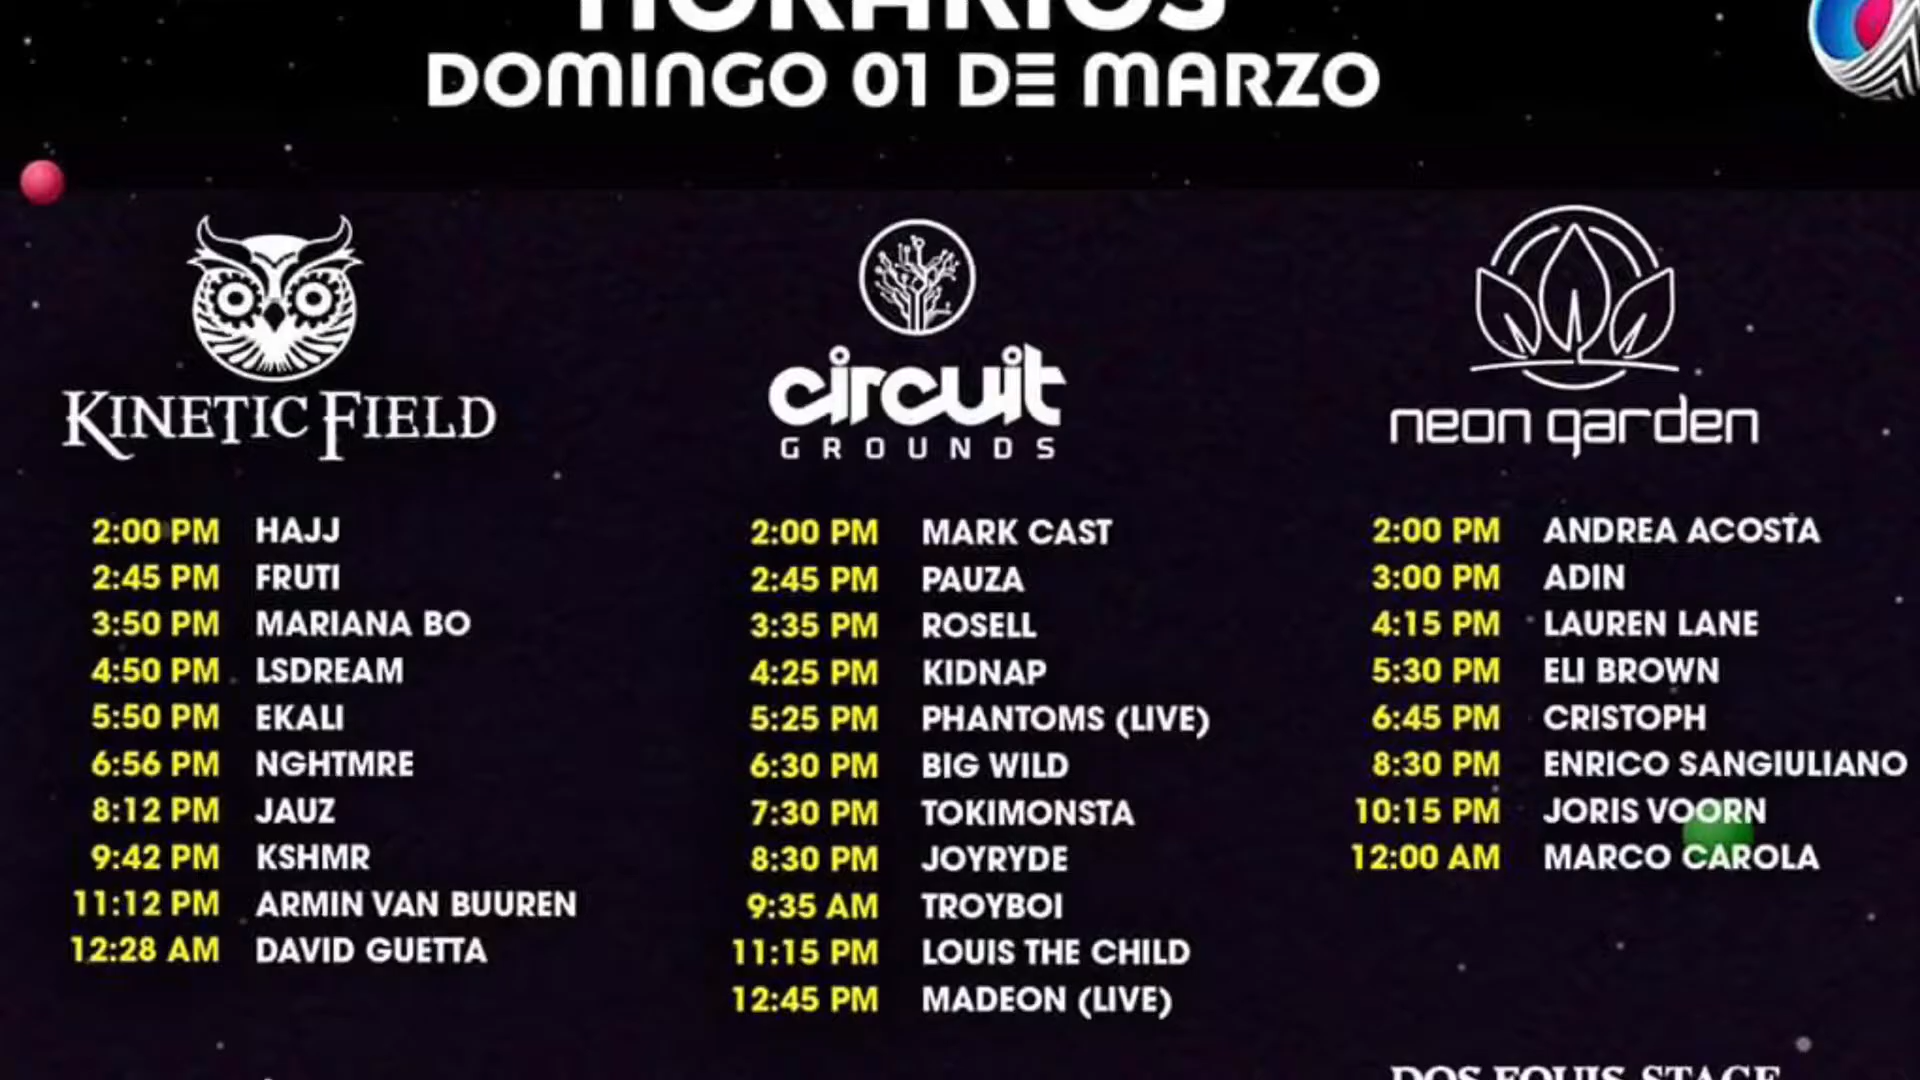 HORARIOS
DOMINGO 01 DE MARZO
KINETIC FIELD
2:00 PM HAJJ
2:45 PM FRUTI
3:50 PM MARIANA BO
4:50 PM LSDREAM
5:50 PM EKALI
6:56 PM NGHTMRE
8:12 PM JAUZ
9:42 PM KSHMR
11:12 PM ARMIN VAN BUUREN
12:28 AM DAVID GUETTA
circuit
GROUNDS
2:00 PM MARK CAST
2:45 PM PAUZA
3:35 PM ROSELL
4:25 PM KIDNAP
5:25 PM PHANTOMS (LIVE)
6:30 PM BIG WILD
7:30 PM TOKIMONSTA
8:30 PM JOYRYDE
9:35 AM TROYBOI
11:15 PM LOUIS THE CHILD
12:45 PM MADEON (LIVE)
neon garden
2:00 PM ANDREA ACOSTA
3:00 PM ADIN
4:15 PM LAUREN LANE
5:30 PM ELI BROWN
6:45 PM CRISTOPH
8:30 PM ENRICO SANGIULIANO
10:15 PM JORIS VOORN
12:00 AM MARCO CAROLA
DOS EQUIS STAGE